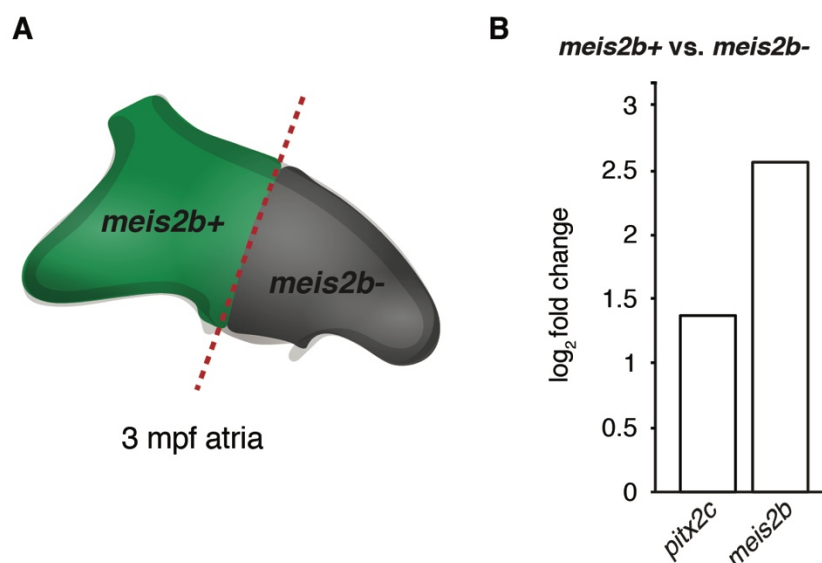 A
meis2b+
meis2b-
3 mpf atria
B
meis2b+ vs. meis2b-
log2 fold change
3
2.5
2
1.5
1
0.5
0
pitx2c
meis2b